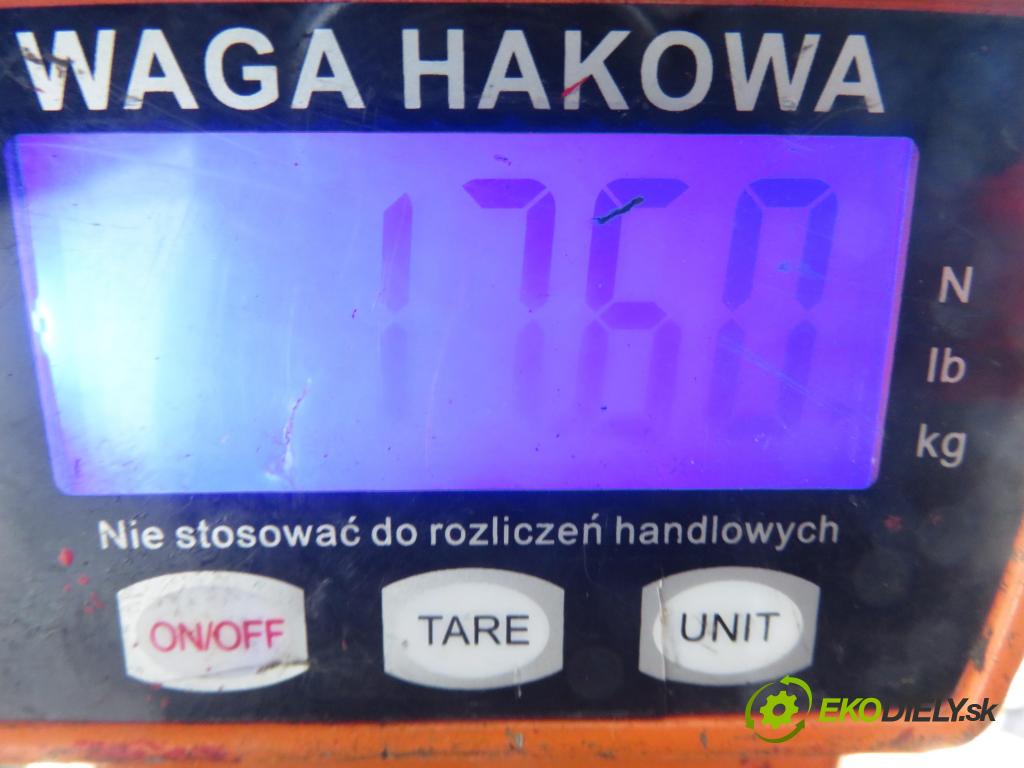 WAGA HAKOWA
1760
N
lb
kg
Nie stosować do rozliczeń handlowych
ON/OFF TARE UNIT
EKODIELY.sk